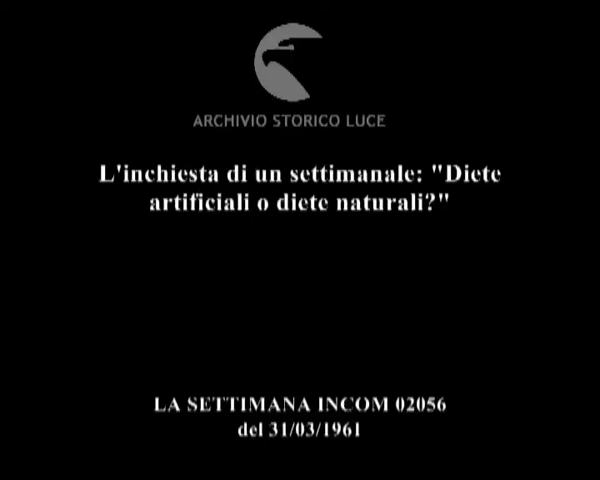 ARCHIVIO STORICO LUCE
L'inchiesta di un settimanale: "Diete
artificiali o diete naturali?"
LA SETTIMANA INCOM 02056
del 31/03/1961